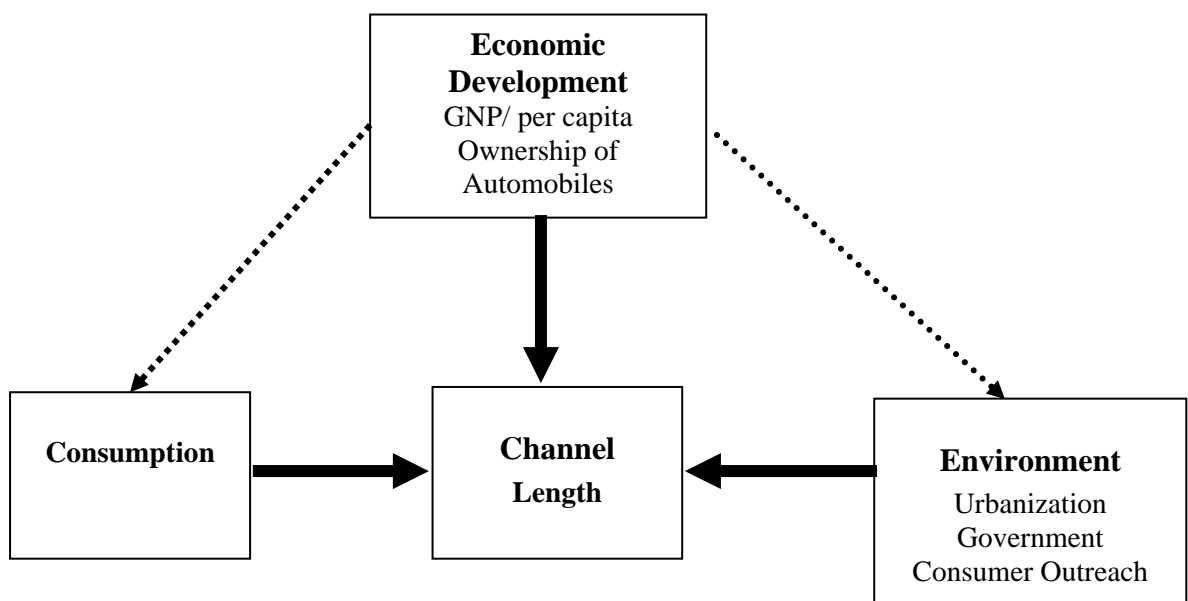 Economic
Development
GNP/ per capita
Ownership of
Automobiles
Consumption
Channel
Length
Environment
Urbanization
Government
Consumer Outreach